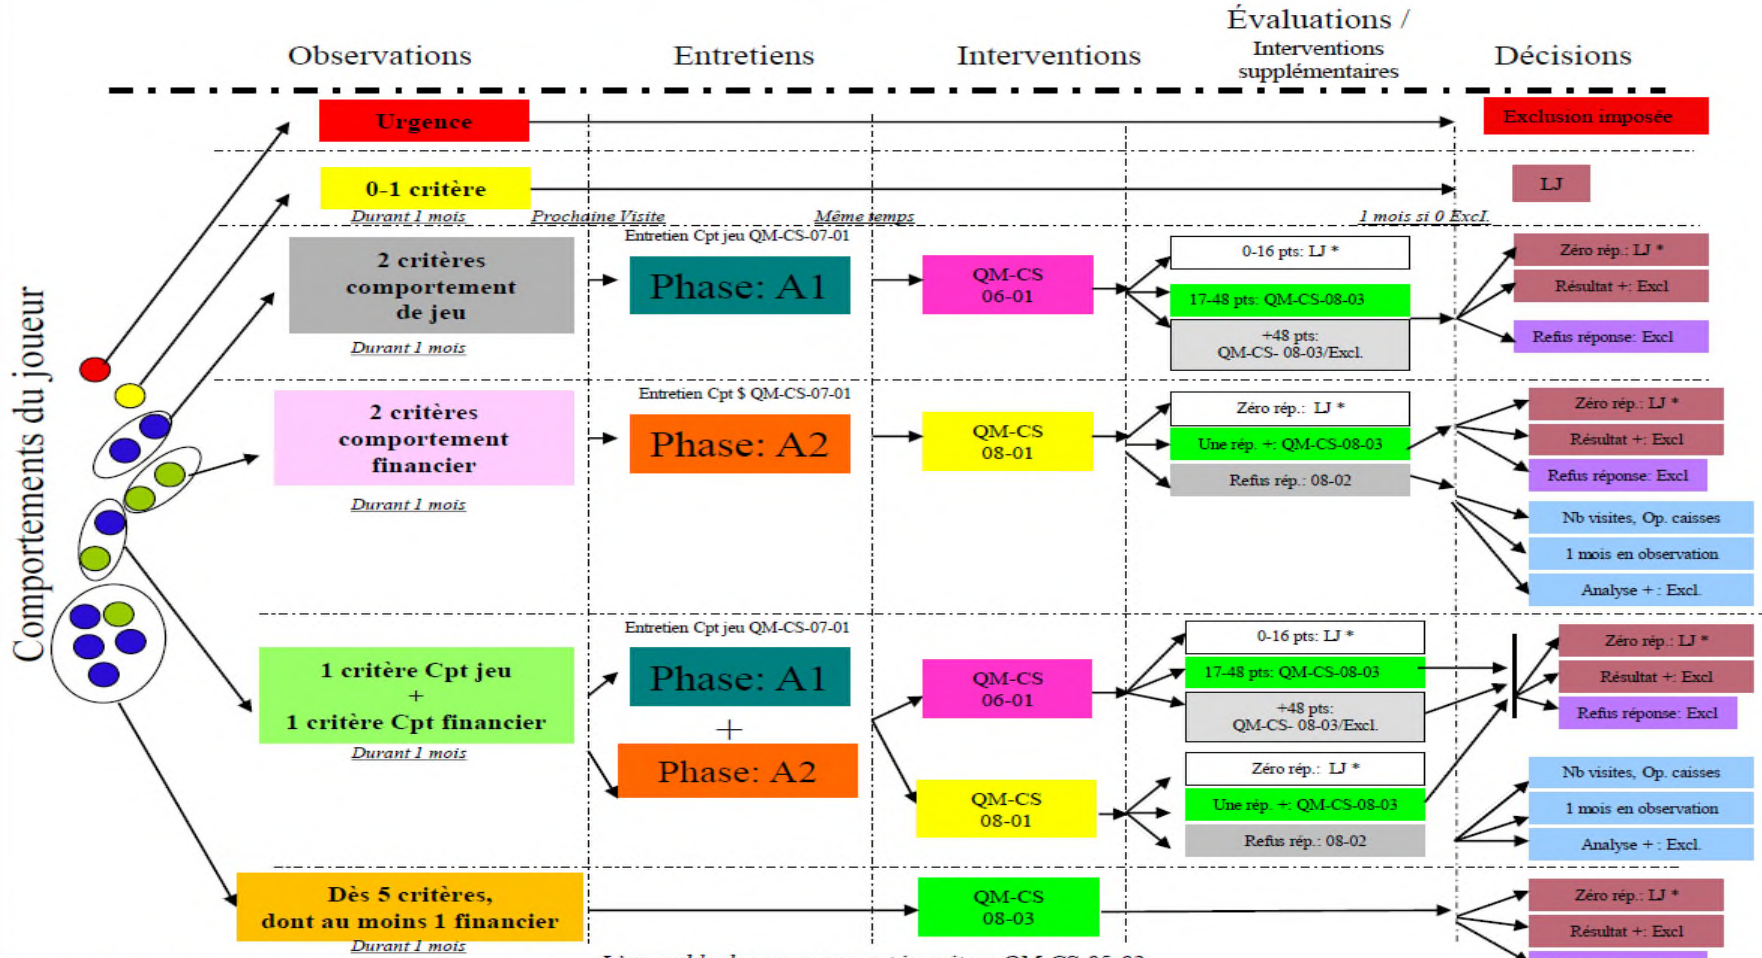 Évaluations /
Observations
Entretiens
Interventions
Interventions
supplémentaires
Décisions
Comportements du joueur
Urgence
Exclusion imposée
0-1 critère
LJ
Durant 1 mois
Prochaine Visite
Même temps
1 mois si 0 Excl.
2 critères
comportement
de jeu
Durant 1 mois
Entretien Cpt jeu QM-CS-07-01
Phase: A1
QM-CS
06-01
0-16 pts: LJ *
17-48 pts: QM-CS-08-03
+48 pts:
QM-CS- 08-03/Excl.
Zéro rép.: LJ *
Résultat +: Excl
Refus réponse: Excl
2 critères
comportement
financier
Durant 1 mois
Entretien Cpt $ QM-CS-07-01
Phase: A2
QM-CS
08-01
Zéro rép.: LJ *
Une rép. +: QM-CS-08-03
Refus rép.: 08-02
Zéro rép.: LJ *
Résultat +: Excl
Refus réponse: Excl
Nb visites, Op. caisses
1 mois en observation
Analyse + : Excl.
1 critère Cpt jeu
+
1 critère Cpt financier
Durant 1 mois
Entretien Cpt jeu QM-CS-07-01
Phase: A1
+
Phase: A2
QM-CS
06-01
QM-CS
08-01
0-16 pts: LJ *
17-48 pts: QM-CS-08-03
+48 pts:
QM-CS- 08-03/Excl.
Zéro rép.: LJ *
Une rép. +: QM-CS-08-03
Refus rép.: 08-02
Zéro rép.: LJ *
Résultat +: Excl
Refus réponse: Excl
Nb visites, Op. caisses
1 mois en observation
Analyse + : Excl.
Dès 5 critères,
dont au moins 1 financier
Durant 1 mois
QM-CS
08-03
Zéro rép.: LJ *
Résultat +: Excl